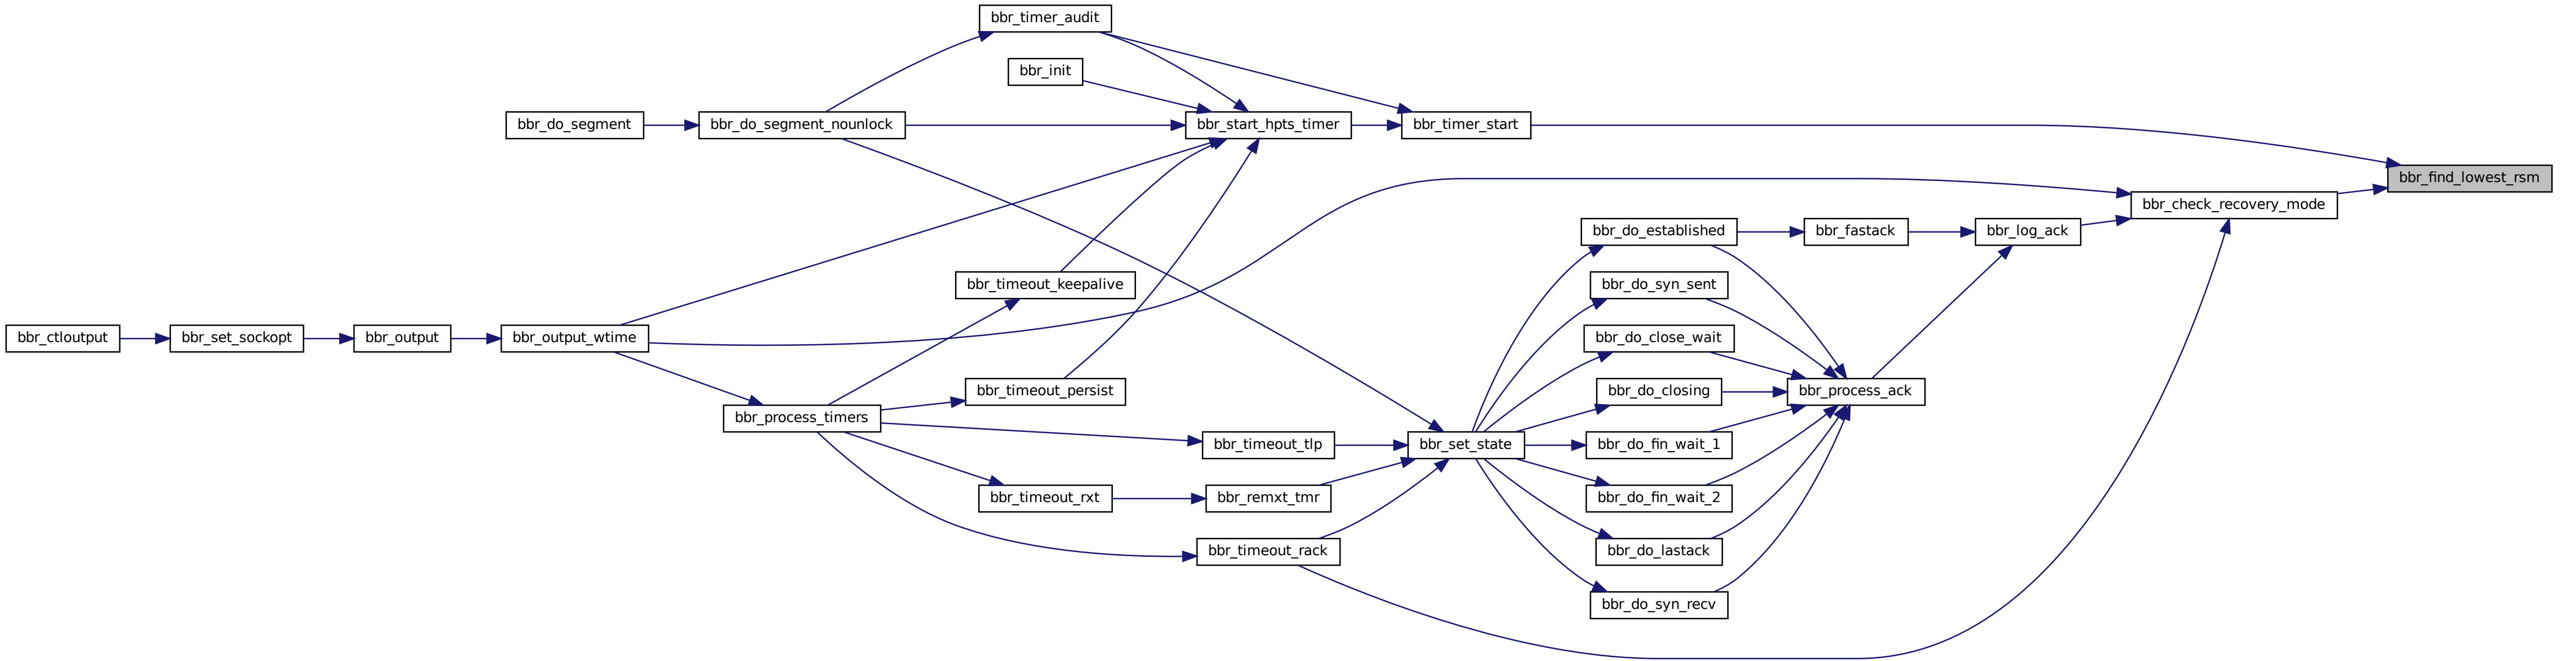 bbr_timer_audit
bbr_init
bbr_do_segment
bbr_do_segment_nounlock
bbr_start_hpts_timer
bbr_timer_start
bbr_find_lowest_rsm
bbr_check_recovery_mode
bbr_do_established
bbr_fastack
bbr_log_ack
bbr_timeout_keepalive
bbr_do_syn_sent
bbr_ctloutput
bbr_set_sockopt
bbr_output
bbr_output_wtime
bbr_do_close_wait
bbr_timeout_persist
bbr_do_closing
bbr_process_ack
bbr_process_timers
bbr_timeout_tlp
bbr_set_state
bbr_do_fin_wait_1
bbr_timeout_rxt
bbr_remxt_tmr
bbr_do_fin_wait_2
bbr_timeout_rack
bbr_do_lastack
bbr_do_syn_recv